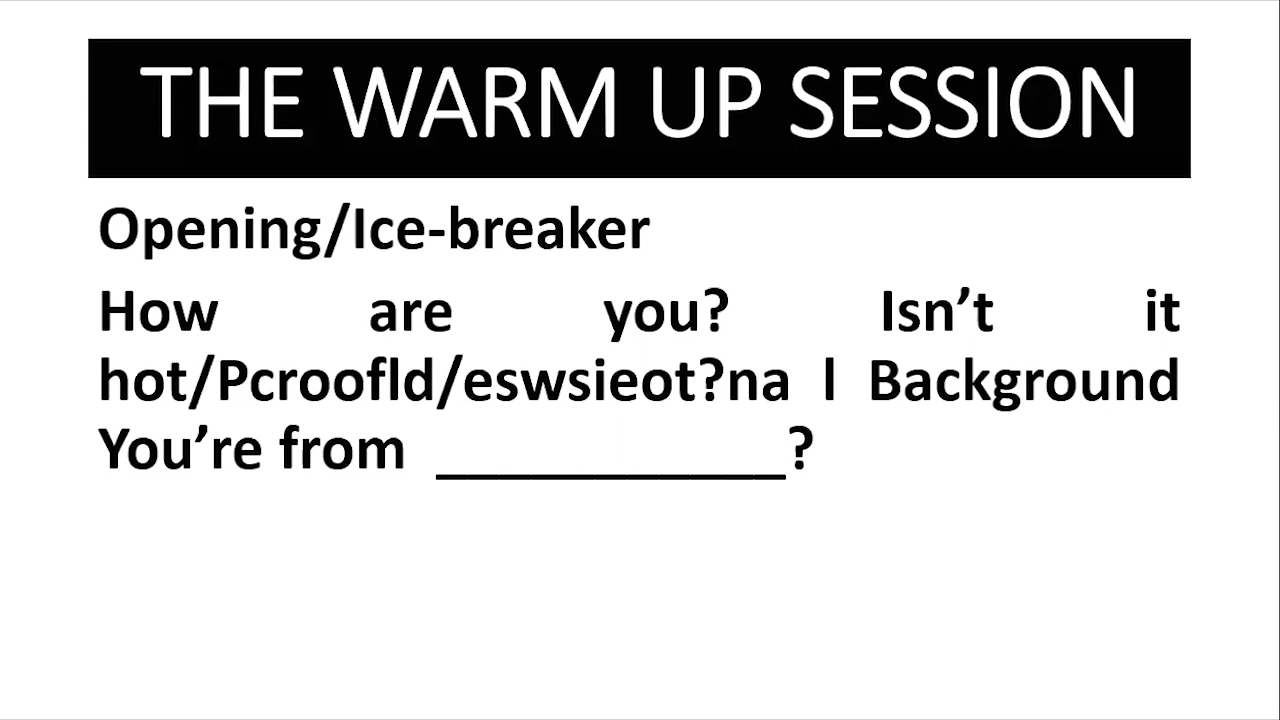 THE WARM UP SESSION
Opening/Ice-breaker
How are you? Isn’t it
hot/Pcroofld/eswsieot?na l Background
You’re from ____________?